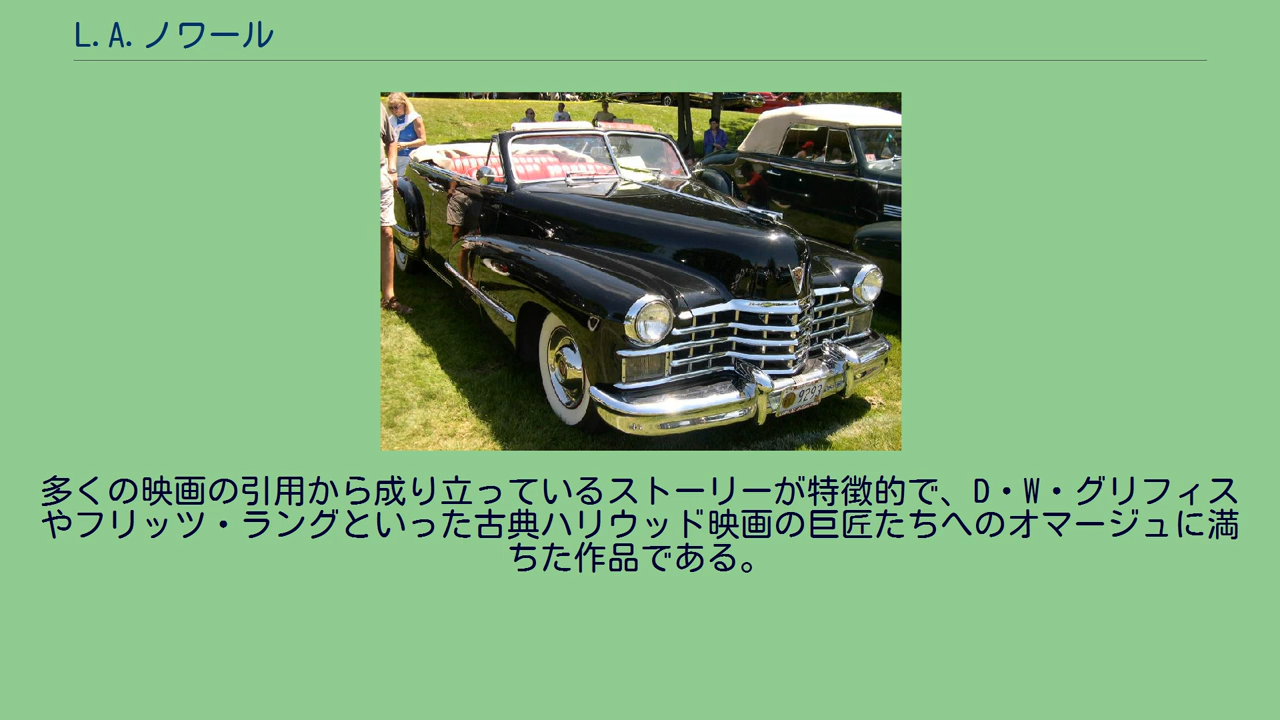 L.A.ノワール
9293
多くの映画の引用から成り立っているストーリーが特徴的で、D・W・グリフィス
やフリッツ・ラングといった古典ハリウッド映画の巨匠たちへのオマージュに満
ちた作品である。